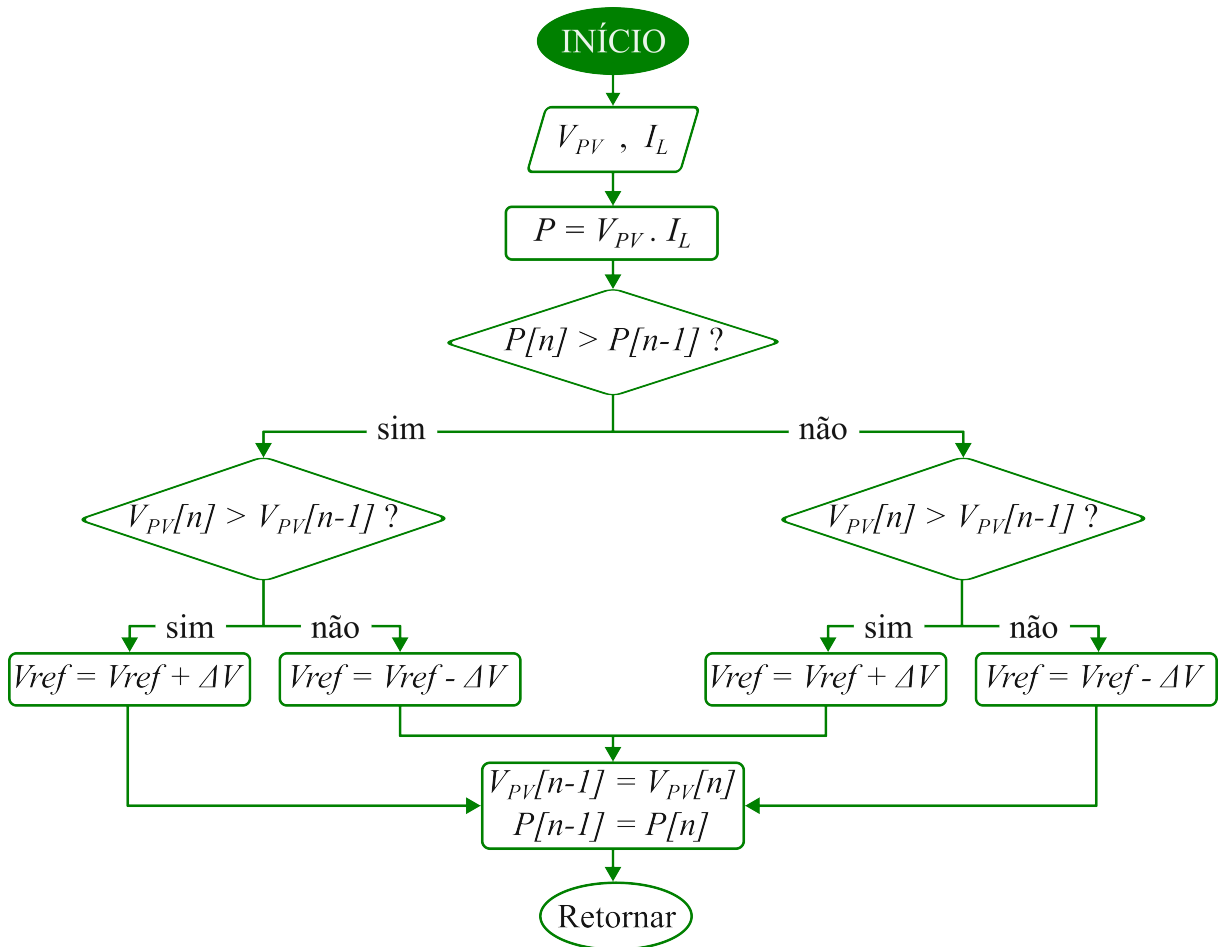 INÍCIO
V_PV , I_L
P = V_PV . I_L
P[n] > P[n-1] ?
sim
não
V_PV[n] > V_PV[n-1] ?
V_PV[n] > V_PV[n-1] ?
sim
não
sim
não
Vref = Vref + ΔV
Vref = Vref - ΔV
Vref = Vref + ΔV
Vref = Vref - ΔV
V_PV[n-1] = V_PV[n]
P[n-1] = P[n]
Retornar